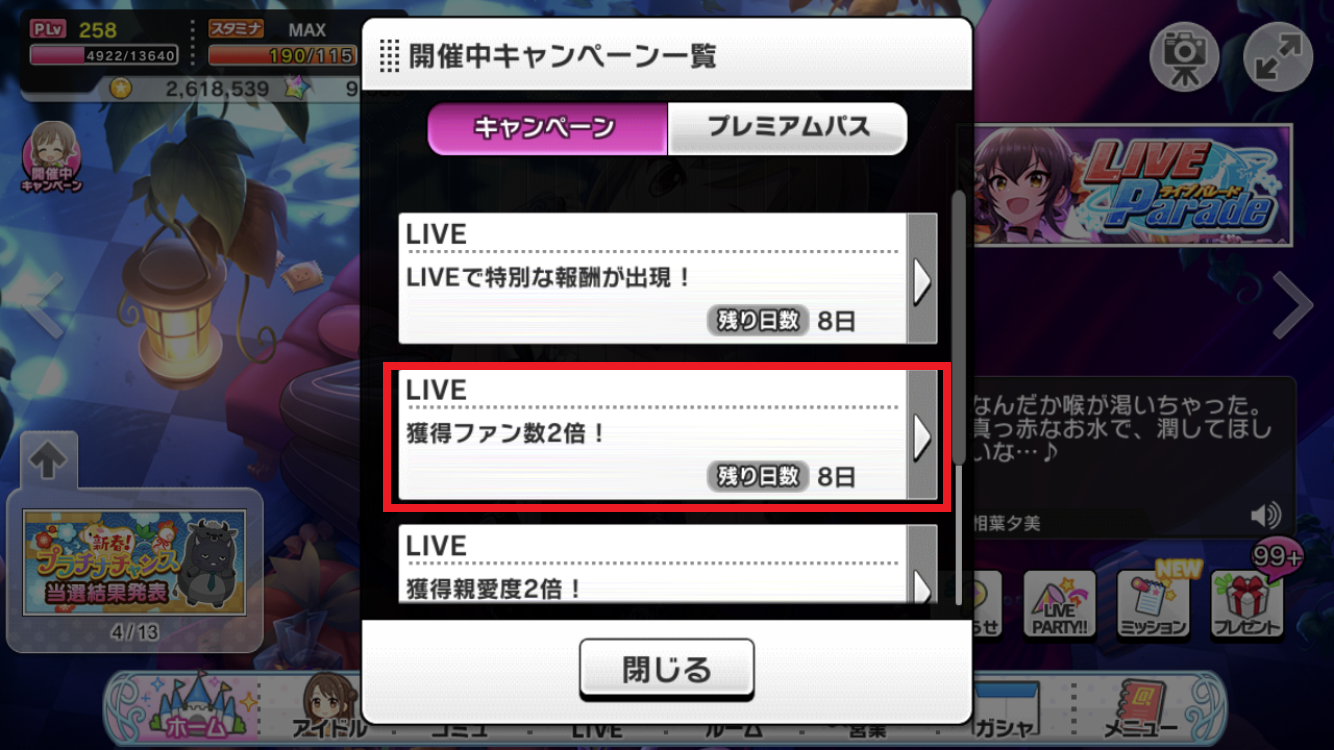 PLv 258
4922/13640
スタミナ MAX
190/115
2,618,539
開催中
キャンペーン
開催中キャンペーン一覧
キャンペーン
プレミアムパス
LIVE
LIVEで特別な報酬が出現！
残り日数 8日
LIVE
獲得ファン数2倍！
残り日数 8日
LIVE
獲得親愛度2倍！
閉じる
LIVE
ライブパレード
Parade
なんだか喉が渇いちゃった。
真っ赤なお水で、潤してほし
いな…♪
相葉夕美
新春！
プラチナチャンス
当選結果発表
4/13
99+
NEW
らせ
LIVE
PARTY!!
ミッション
プレゼント
ホーム
アイドル
コミュ
LIVE
ルーム
営業
ガシャ
メニュー